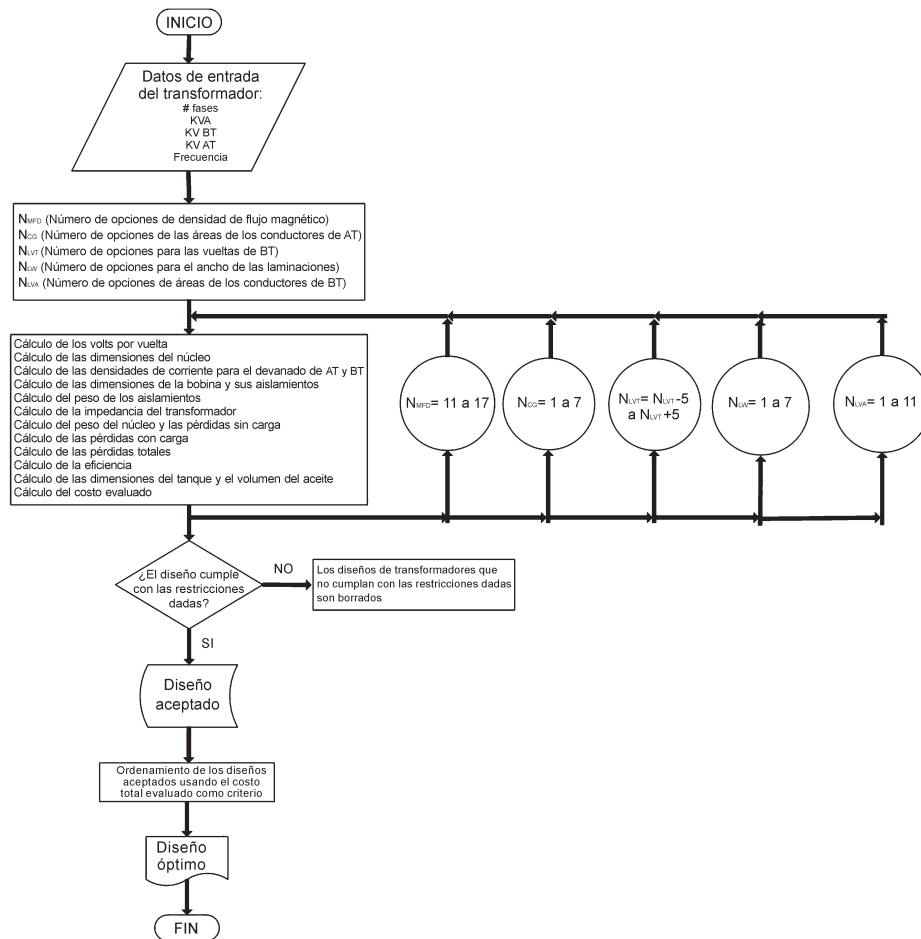 INICIO
Datos de entrada
del transformador:
# fases
KVA
KV BT
KV AT
Frecuencia
NMFD (Número de opciones de densidad de flujo magnético)
NCG (Número de opciones de las áreas de los conductores de AT)
NLVT (Número de opciones para las vueltas de BT)
NLW (Número de opciones para el ancho de las laminaciones)
NLVA (Número de opciones de áreas de los conductores de BT)
Cálculo de los volts por vuelta
Cálculo de las dimensiones del núcleo
Cálculo de las densidades de corriente para el devanado de AT y BT
Cálculo de las dimensiones de la bobina y sus aislamientos
Cálculo del peso de los aislamientos
Cálculo de la impedancia del transformador
Cálculo del peso del núcleo y las pérdidas sin carga
Cálculo de las pérdidas con carga
Cálculo de las pérdidas totales
Cálculo de la eficiencia
Cálculo de las dimensiones del tanque y el volumen del aceite
Cálculo del costo evaluado
NMFD= 11 a 17
NCG= 1 a 7
NLVT= NLVT-5
a NLVT+5
NLW= 1 a 7
NLVA= 1 a 11
¿El diseño cumple
con las restricciones
dadas?
NO
Los diseños de transformadores que
no cumplan con las restricciones dadas
son borrados
SI
Diseño
aceptado
Ordenamiento de los diseños
aceptados usando el costo
total evaluado como criterio
Diseño
óptimo
FIN